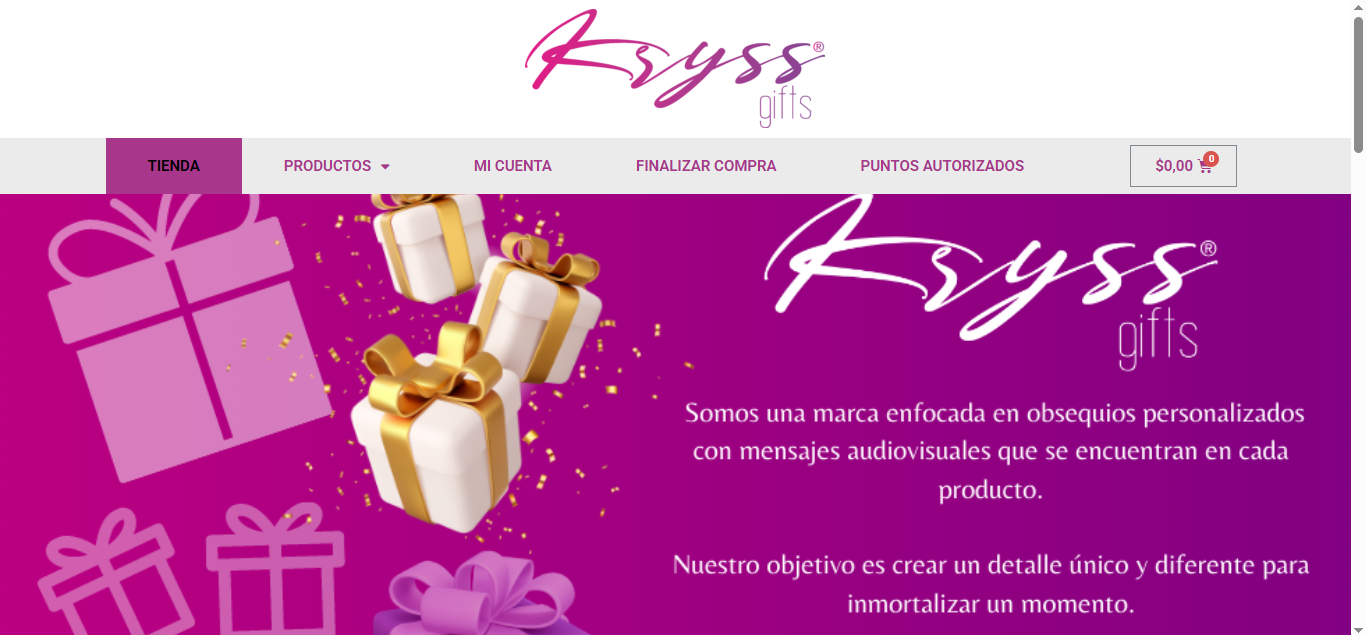 Kryss®
gifts
TIENDA PRODUCTOS MI CUENTA FINALIZAR COMPRA PUNTOS AUTORIZADOS $0,00 0
Kryss®
gifts
Somos una marca enfocada en obsequios personalizados
con mensajes audiovisuales que se encuentran en cada
producto.
Nuestro objetivo es crear un detalle único y diferente para
inmortalizar un momento.